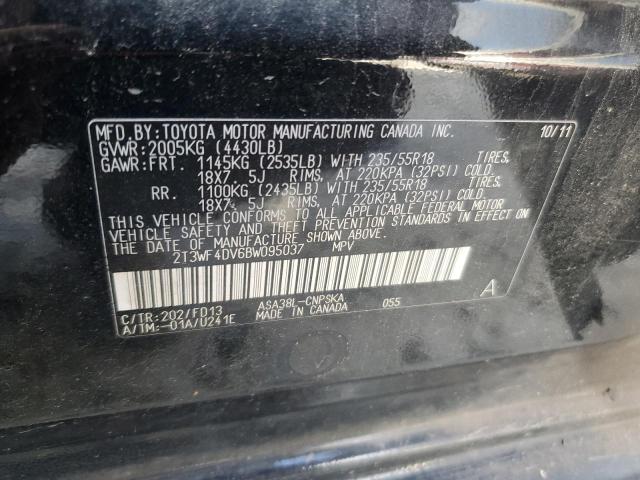 MFD.BY:TOYOTA MOTOR MANUFACTURING CANADA INC. 10/11
GVWR:2005KG (4430LB)
GAWR:FRT. 1145KG (2535LB) WITH 235/55R18 TIRES,
18X7. 5J RIMS, AT 220KPA (32PSI) COLD.
RR. 1100KG (2435LB) WITH 235/55R18 TIRES,
18X7. 5J RIMS, AT 220KPA (32PSI) COLD.
THIS VEHICLE CONFORMS TO ALL APPLICABLE FEDERAL MOTOR
VEHICLE SAFETY AND THEFT PREVENTION STANDARDS IN EFFECT ON
THE DATE OF MANUFACTURE SHOWN ABOVE.
2T3WF4DV6BW095037 MPV
C/TR:202/FD13 ASA38L-CNPSKA 055 A
A/TM:-01A/U241E MADE IN CANADA